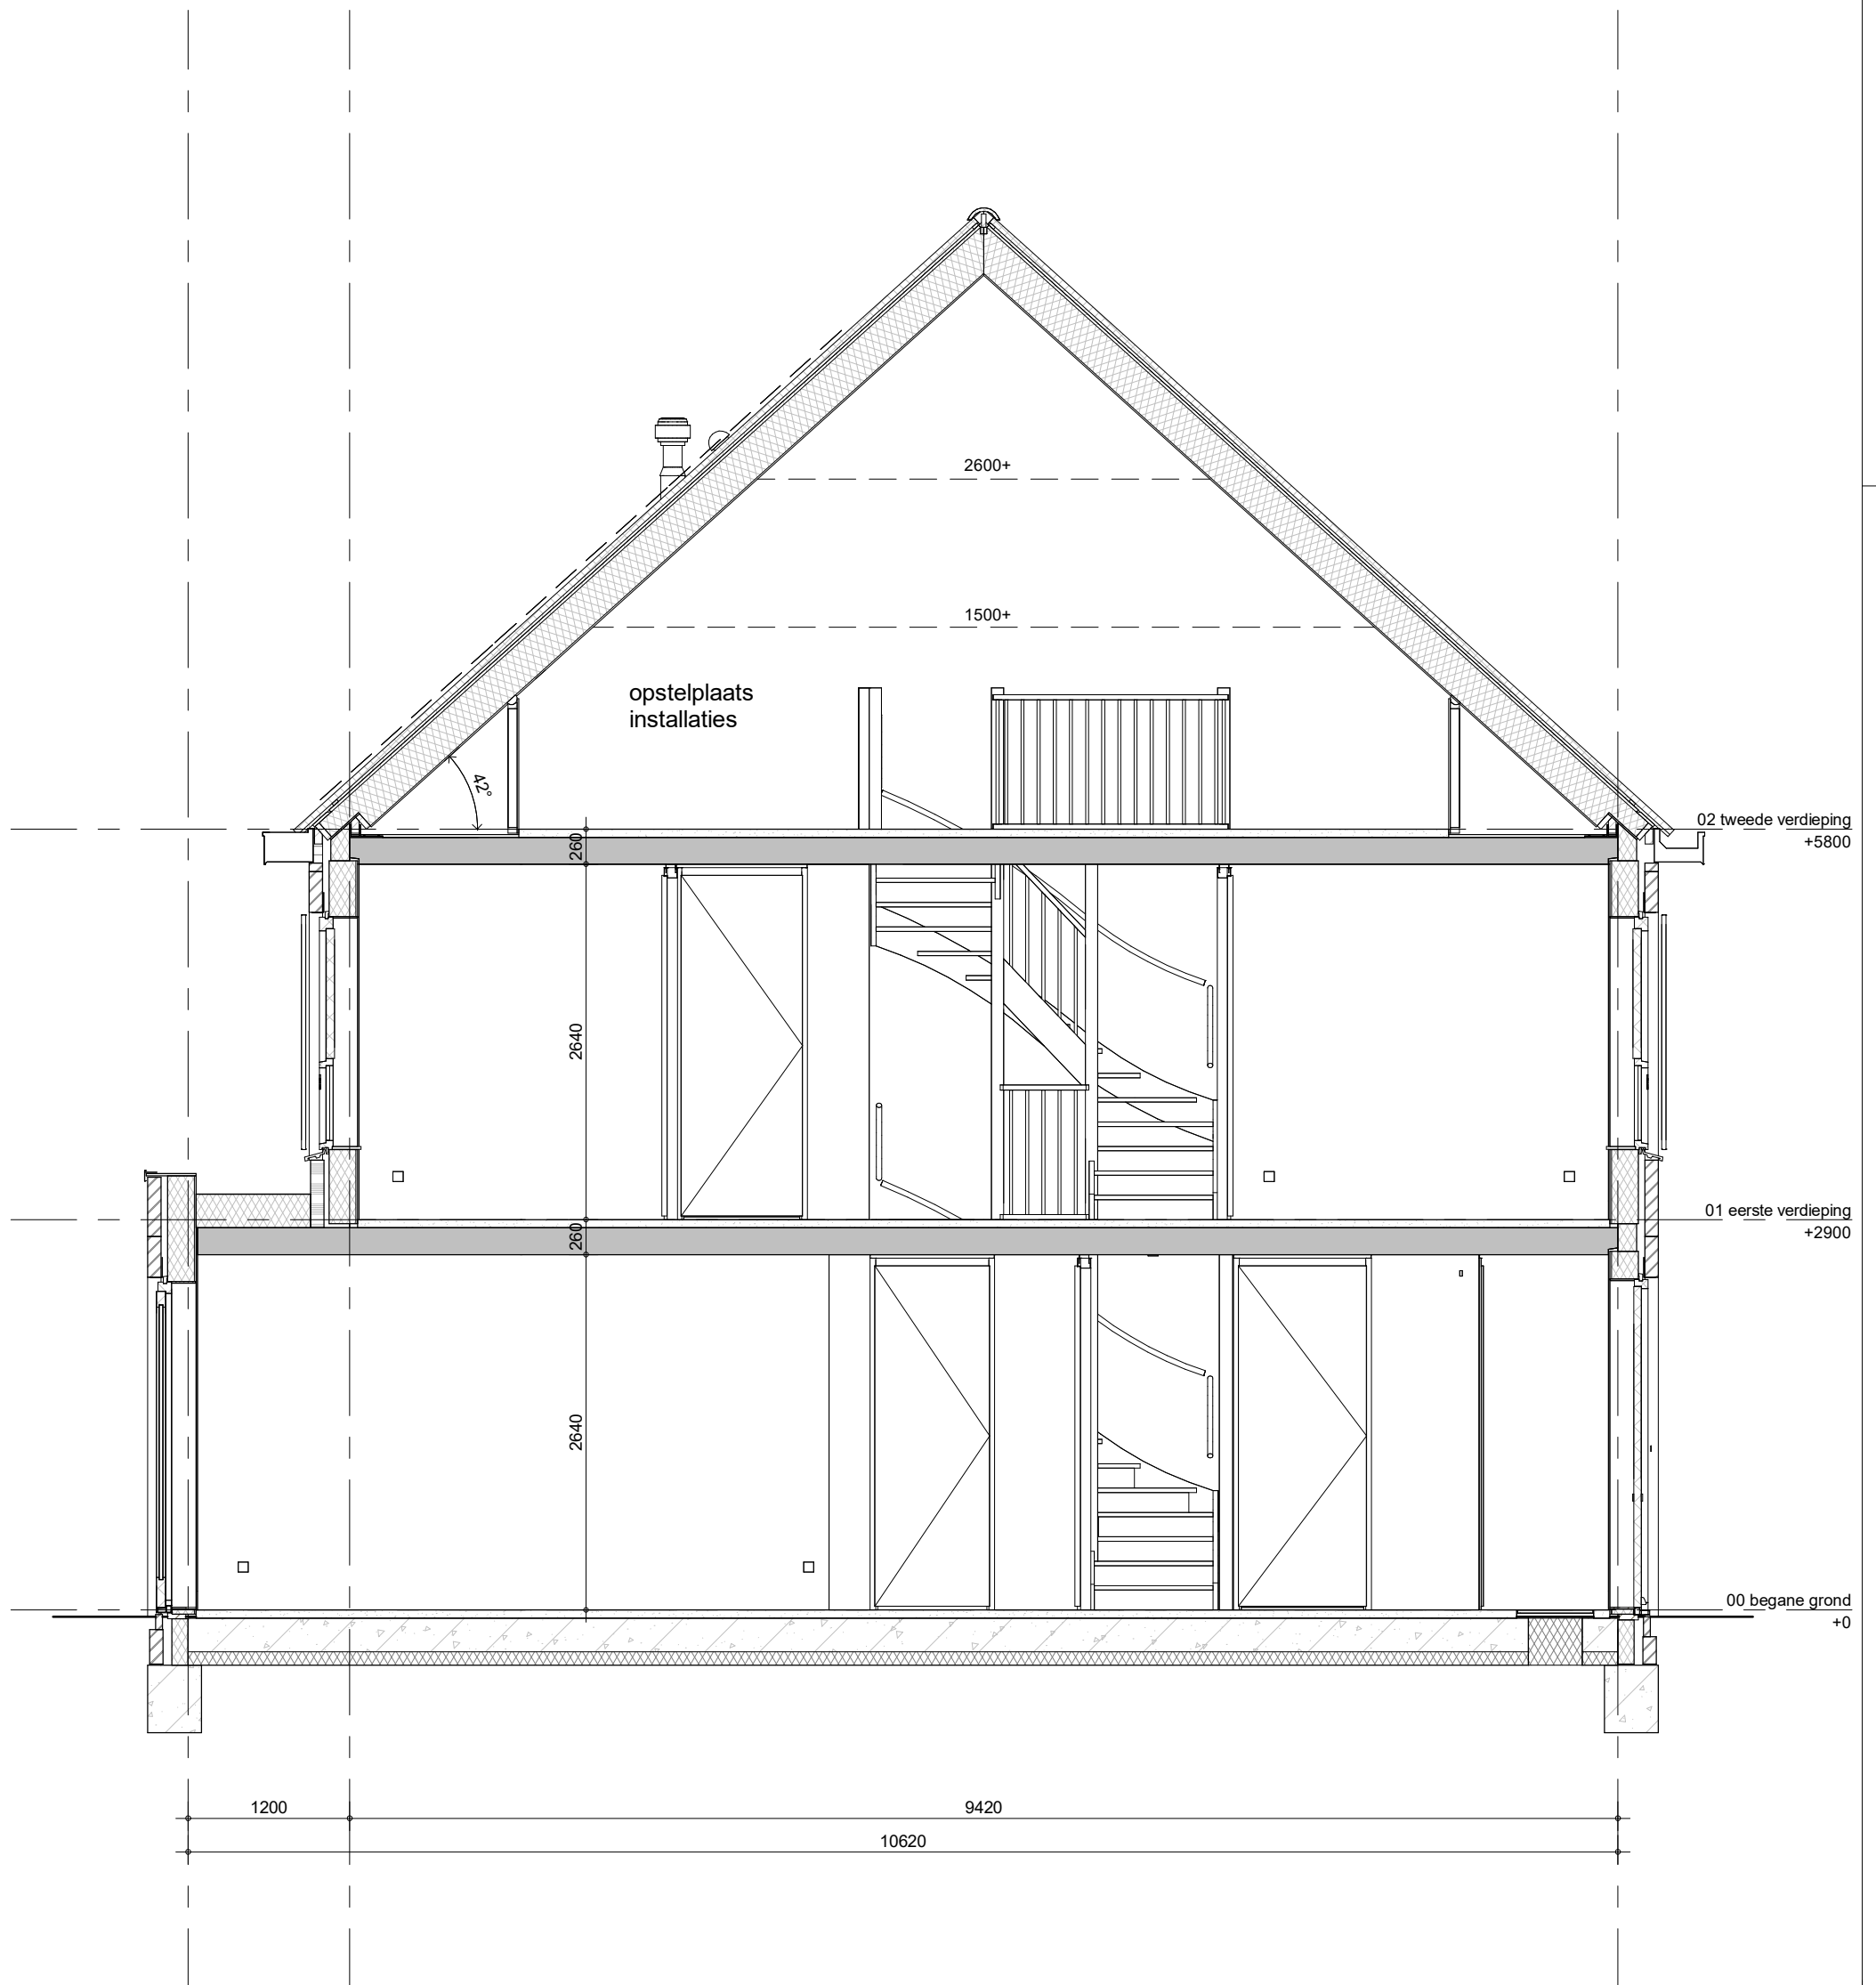 2600+
1500+
opstelplaats
installaties
42°
02 tweede verdieping
+5800
260
2640
01 eerste verdieping
+2900
260
2640
00 begane grond
+0
1200
9420
10620